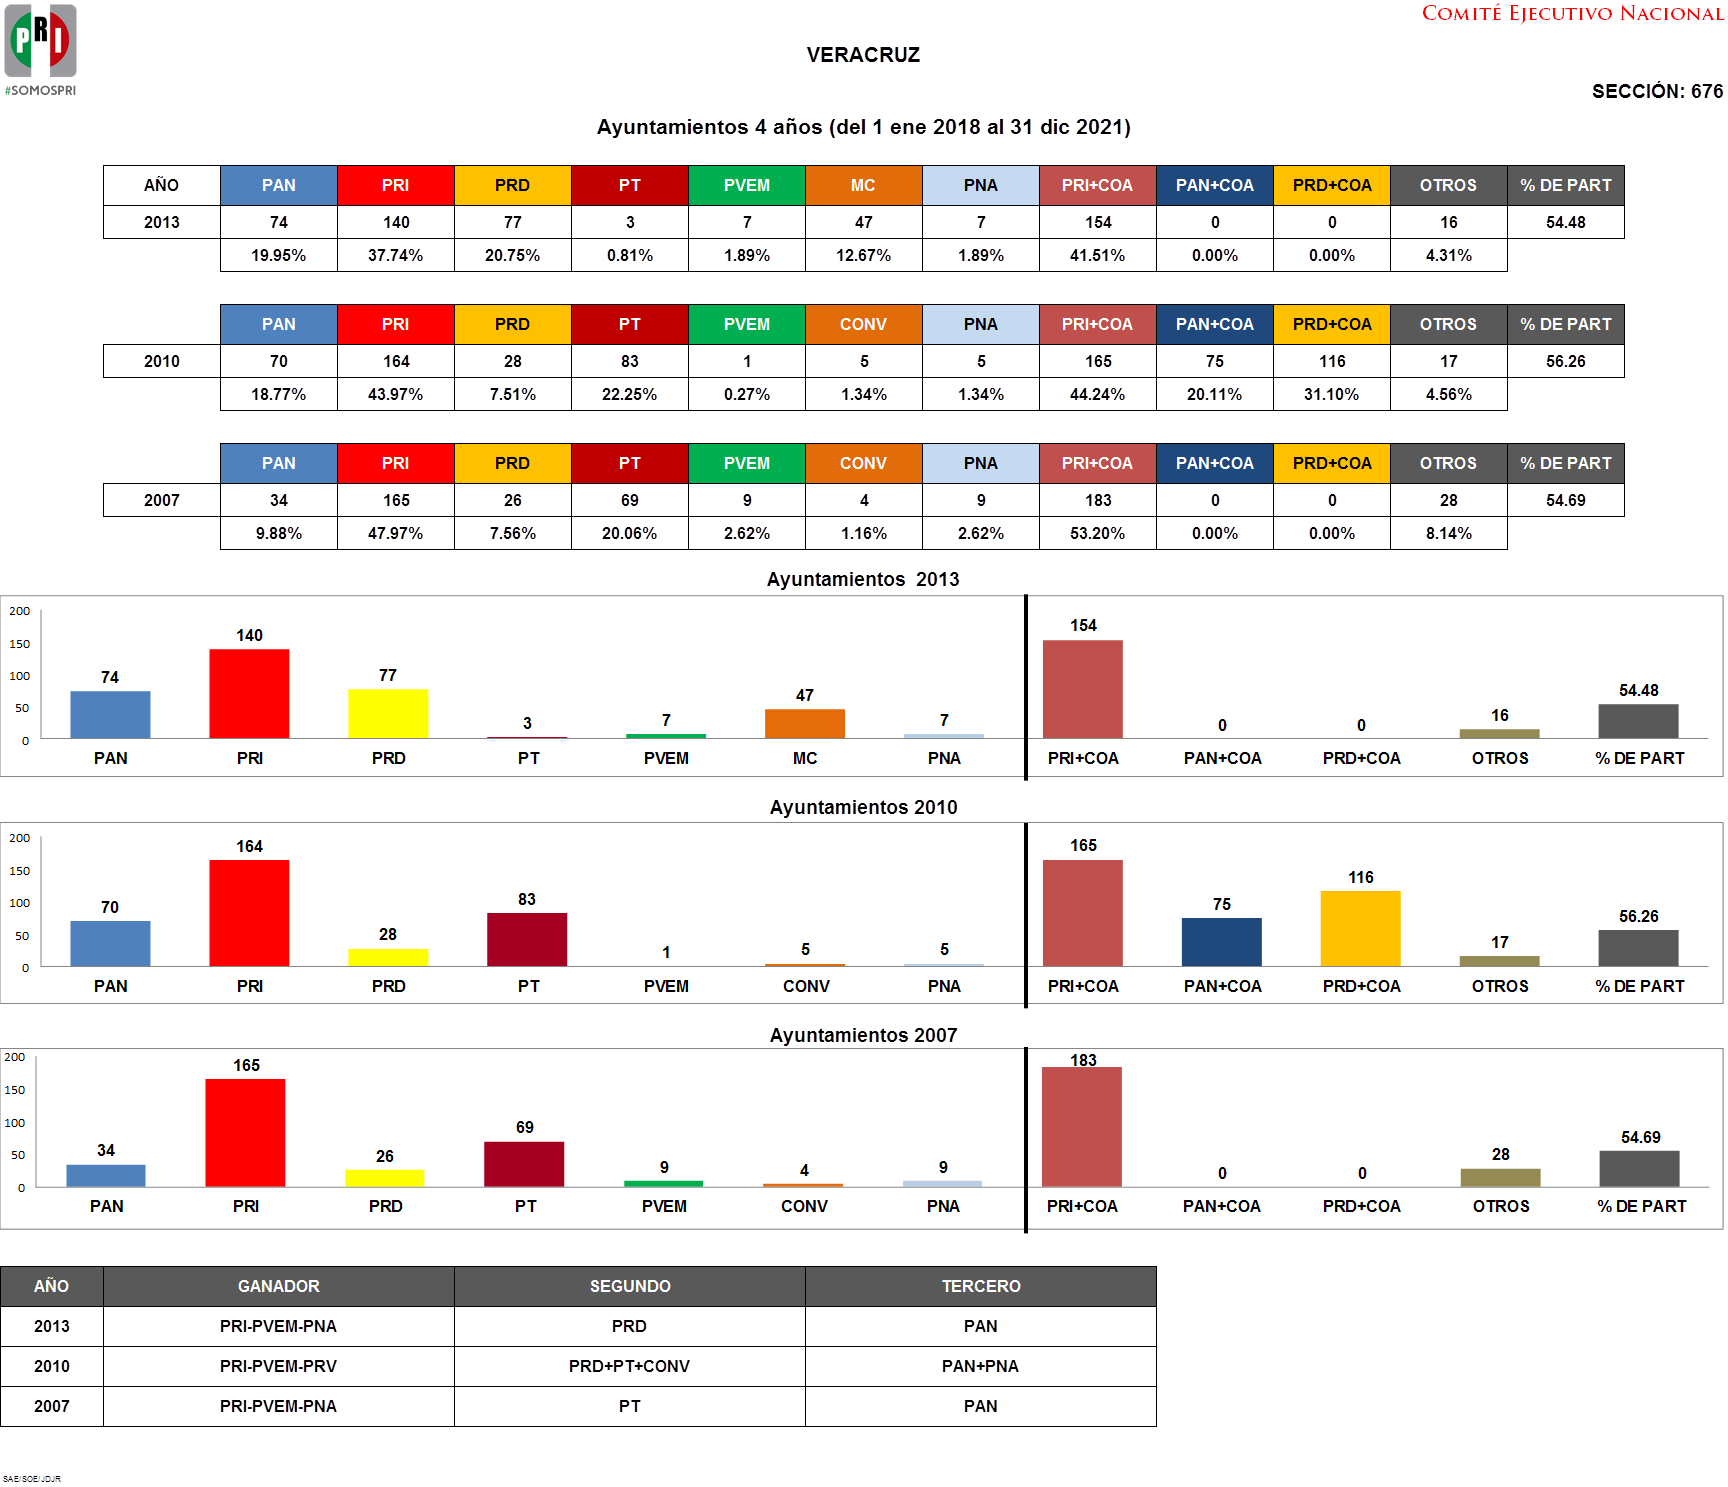 PRI
#SOMOSPRI
COMITÉ EJECUTIVO NACIONAL
VERACRUZ
SECCIÓN: 676
Ayuntamientos 4 años (del 1 ene 2018 al 31 dic 2021)
AÑO PAN PRI PRD PT PVEM MC PNA PRI+COA PAN+COA PRD+COA OTROS % DE PART
2013 74 140 77 3 7 47 7 154 0 0 16 54.48
19.95% 37.74% 20.75% 0.81% 1.89% 12.67% 1.89% 41.51% 0.00% 0.00% 4.31%
PAN PRI PRD PT PVEM CONV PNA PRI+COA PAN+COA PRD+COA OTROS % DE PART
2010 70 164 28 83 1 5 5 165 75 116 17 56.26
18.77% 43.97% 7.51% 22.25% 0.27% 1.34% 1.34% 44.24% 20.11% 31.10% 4.56%
PAN PRI PRD PT PVEM CONV PNA PRI+COA PAN+COA PRD+COA OTROS % DE PART
2007 34 165 26 69 9 4 9 183 0 0 28 54.69
9.88% 47.97% 7.56% 20.06% 2.62% 1.16% 2.62% 53.20% 0.00% 0.00% 8.14%
Ayuntamientos 2013
200
150
100
50
0
74 140 77 3 7 47 7 154 0 0 16 54.48
PAN PRI PRD PT PVEM MC PNA PRI+COA PAN+COA PRD+COA OTROS % DE PART
Ayuntamientos 2010
200
150
100
50
0
70 164 28 83 1 5 5 165 75 116 17 56.26
PAN PRI PRD PT PVEM CONV PNA PRI+COA PAN+COA PRD+COA OTROS % DE PART
Ayuntamientos 2007
200
150
100
50
0
34 165 26 69 9 4 9 183 0 0 28 54.69
PAN PRI PRD PT PVEM CONV PNA PRI+COA PAN+COA PRD+COA OTROS % DE PART
AÑO GANADOR SEGUNDO TERCERO
2013 PRI-PVEM-PNA PRD PAN
2010 PRI-PVEM-PRV PRD+PT+CONV PAN+PNA
2007 PRI-PVEM-PNA PT PAN
SAE/SOE/JDJR